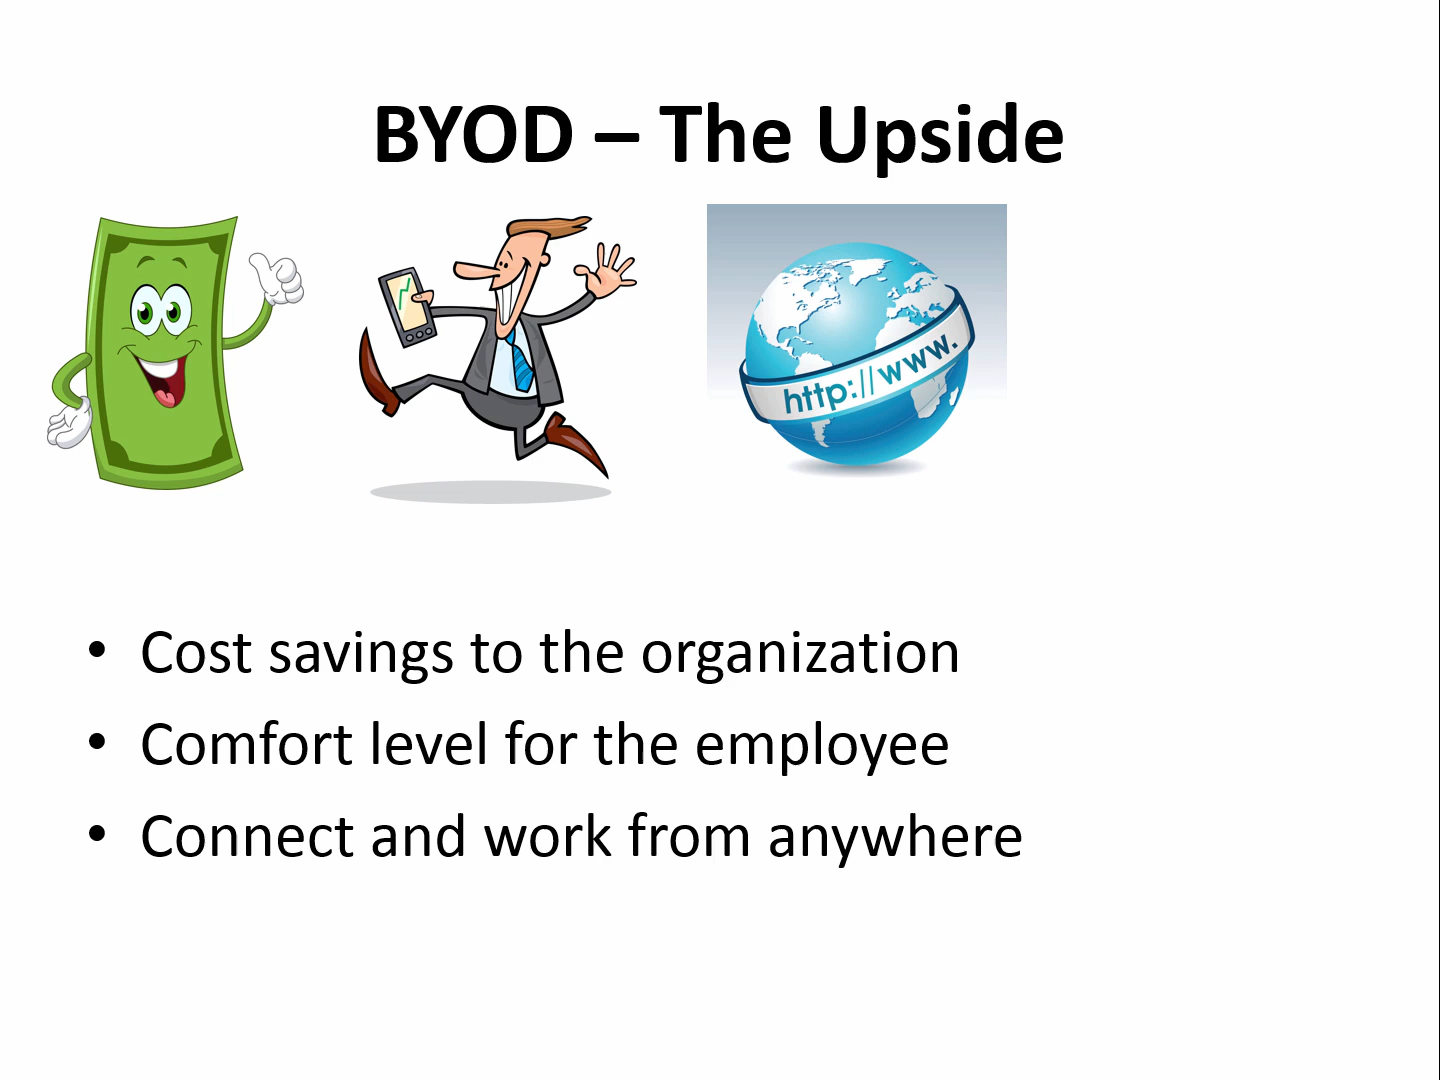 BYOD – The Upside
http://www.
• Cost savings to the organization
• Comfort level for the employee
• Connect and work from anywhere